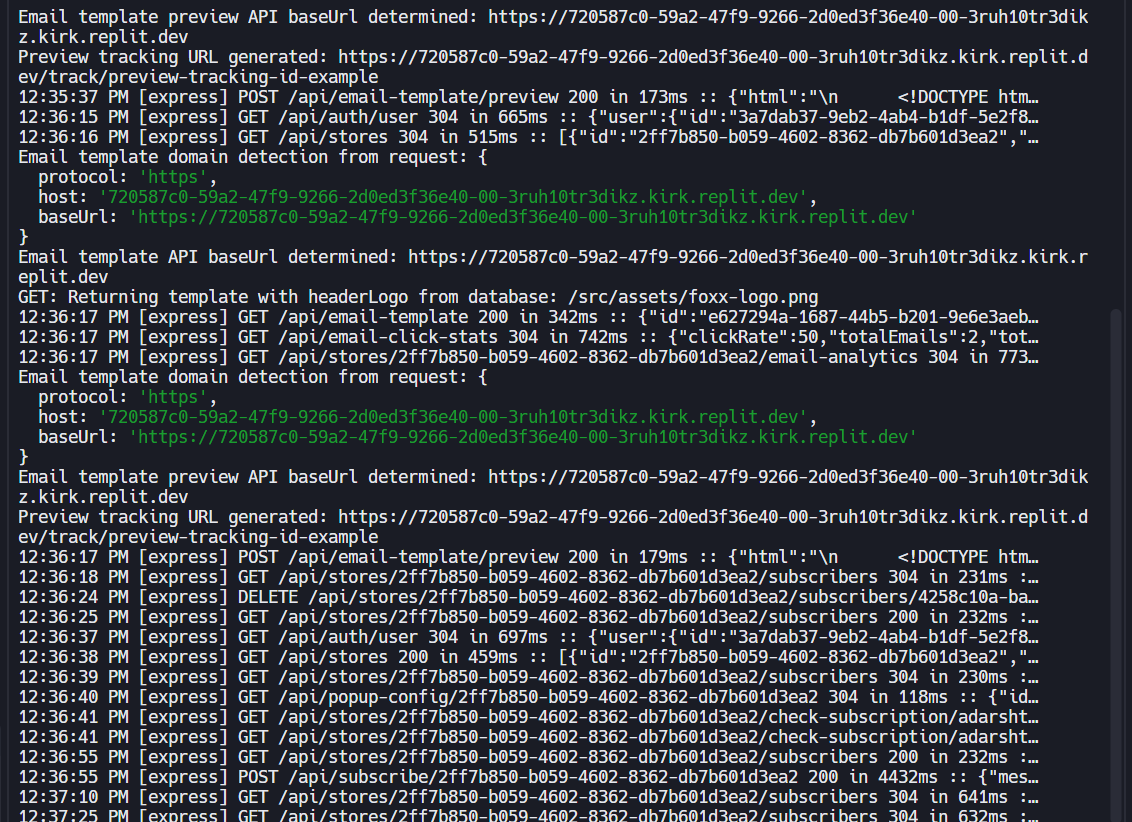 Email template preview API baseUrl determined: https://720587c0-59a2-47f9-9266-2d0ed3f36e40-00-3ruh10tr3dik
z.kirk.replit.dev
Preview tracking URL generated: https://720587c0-59a2-47f9-9266-2d0ed3f36e40-00-3ruh10tr3dikz.kirk.replit.d
ev/track/preview-tracking-id-example
12:35:37 PM [express] POST /api/email-template/preview 200 in 173ms :: {"html":"\n      <!DOCTYPE htm…
12:36:15 PM [express] GET /api/auth/user 304 in 665ms :: {"user":{"id":"3a7dab37-9eb2-4ab4-b1df-5e2f8…
12:36:16 PM [express] GET /api/stores 304 in 515ms :: [{"id":"2ff7b850-b059-4602-8362-db7b601d3ea2","…
Email template domain detection from request: {
  protocol: 'https',
  host: '720587c0-59a2-47f9-9266-2d0ed3f36e40-00-3ruh10tr3dikz.kirk.replit.dev',
  baseUrl: 'https://720587c0-59a2-47f9-9266-2d0ed3f36e40-00-3ruh10tr3dikz.kirk.replit.dev'
}
Email template API baseUrl determined: https://720587c0-59a2-47f9-9266-2d0ed3f36e40-00-3ruh10tr3dikz.kirk.r
eplit.dev
GET: Returning template with headerLogo from database: /src/assets/foxx-logo.png
12:36:17 PM [express] GET /api/email-template 200 in 342ms :: {"id":"e627294a-1687-44b5-b201-9e6e3aeb…
12:36:17 PM [express] GET /api/email-click-stats 304 in 742ms :: {"clickRate":50,"totalEmails":2,"tot…
12:36:17 PM [express] GET /api/stores/2ff7b850-b059-4602-8362-db7b601d3ea2/email-analytics 304 in 773…
Email template domain detection from request: {
  protocol: 'https',
  host: '720587c0-59a2-47f9-9266-2d0ed3f36e40-00-3ruh10tr3dikz.kirk.replit.dev',
  baseUrl: 'https://720587c0-59a2-47f9-9266-2d0ed3f36e40-00-3ruh10tr3dikz.kirk.replit.dev'
}
Email template preview API baseUrl determined: https://720587c0-59a2-47f9-9266-2d0ed3f36e40-00-3ruh10tr3dik
z.kirk.replit.dev
Preview tracking URL generated: https://720587c0-59a2-47f9-9266-2d0ed3f36e40-00-3ruh10tr3dikz.kirk.replit.d
ev/track/preview-tracking-id-example
12:36:17 PM [express] POST /api/email-template/preview 200 in 179ms :: {"html":"\n      <!DOCTYPE htm…
12:36:18 PM [express] GET /api/stores/2ff7b850-b059-4602-8362-db7b601d3ea2/subscribers 304 in 231ms :…
12:36:24 PM [express] DELETE /api/stores/2ff7b850-b059-4602-8362-db7b601d3ea2/subscribers/4258c10a-ba…
12:36:25 PM [express] GET /api/stores/2ff7b850-b059-4602-8362-db7b601d3ea2/subscribers 200 in 232ms :…
12:36:37 PM [express] GET /api/auth/user 304 in 697ms :: {"user":{"id":"3a7dab37-9eb2-4ab4-b1df-5e2f8…
12:36:38 PM [express] GET /api/stores 200 in 459ms :: [{"id":"2ff7b850-b059-4602-8362-db7b601d3ea2","…
12:36:39 PM [express] GET /api/stores/2ff7b850-b059-4602-8362-db7b601d3ea2/subscribers 304 in 230ms :…
12:36:40 PM [express] GET /api/popup-config/2ff7b850-b059-4602-8362-db7b601d3ea2 304 in 118ms :: {"id…
12:36:41 PM [express] GET /api/stores/2ff7b850-b059-4602-8362-db7b601d3ea2/check-subscription/adarsht…
12:36:41 PM [express] GET /api/stores/2ff7b850-b059-4602-8362-db7b601d3ea2/check-subscription/adarsht…
12:36:55 PM [express] GET /api/stores/2ff7b850-b059-4602-8362-db7b601d3ea2/subscribers 200 in 232ms :…
12:36:55 PM [express] POST /api/subscribe/2ff7b850-b059-4602-8362-db7b601d3ea2 200 in 4432ms :: {"mes…
12:37:10 PM [express] GET /api/stores/2ff7b850-b059-4602-8362-db7b601d3ea2/subscribers 304 in 641ms :…
12:37:25 PM [express] GET /api/stores/2ff7b850-b059-4602-8362-db7b601d3ea2/subscribers 304 in 632ms :…